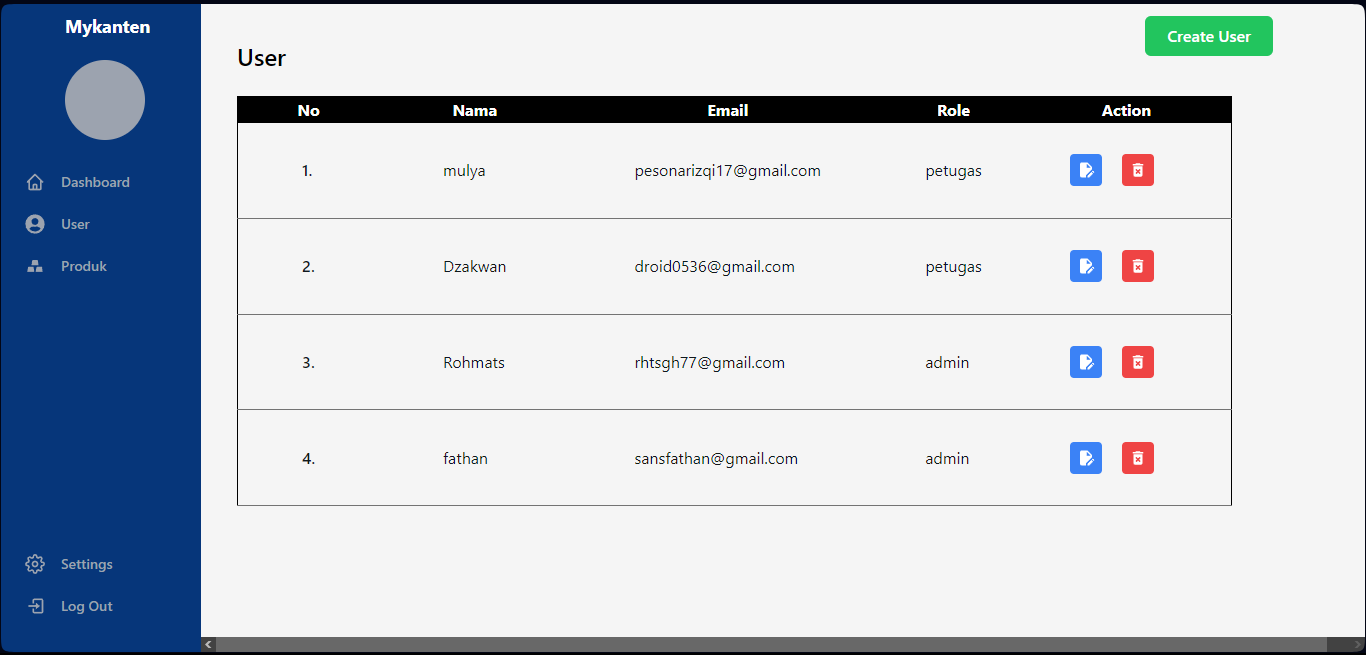 Mykanten
Dashboard
User
Produk
Settings
Log Out
Create User
User
No Nama Email Role Action
1. mulya pesonarizqi17@gmail.com petugas
2. Dzakwan droid0536@gmail.com petugas
3. Rohmats rhtsgh77@gmail.com admin
4. fathan sansfathan@gmail.com admin